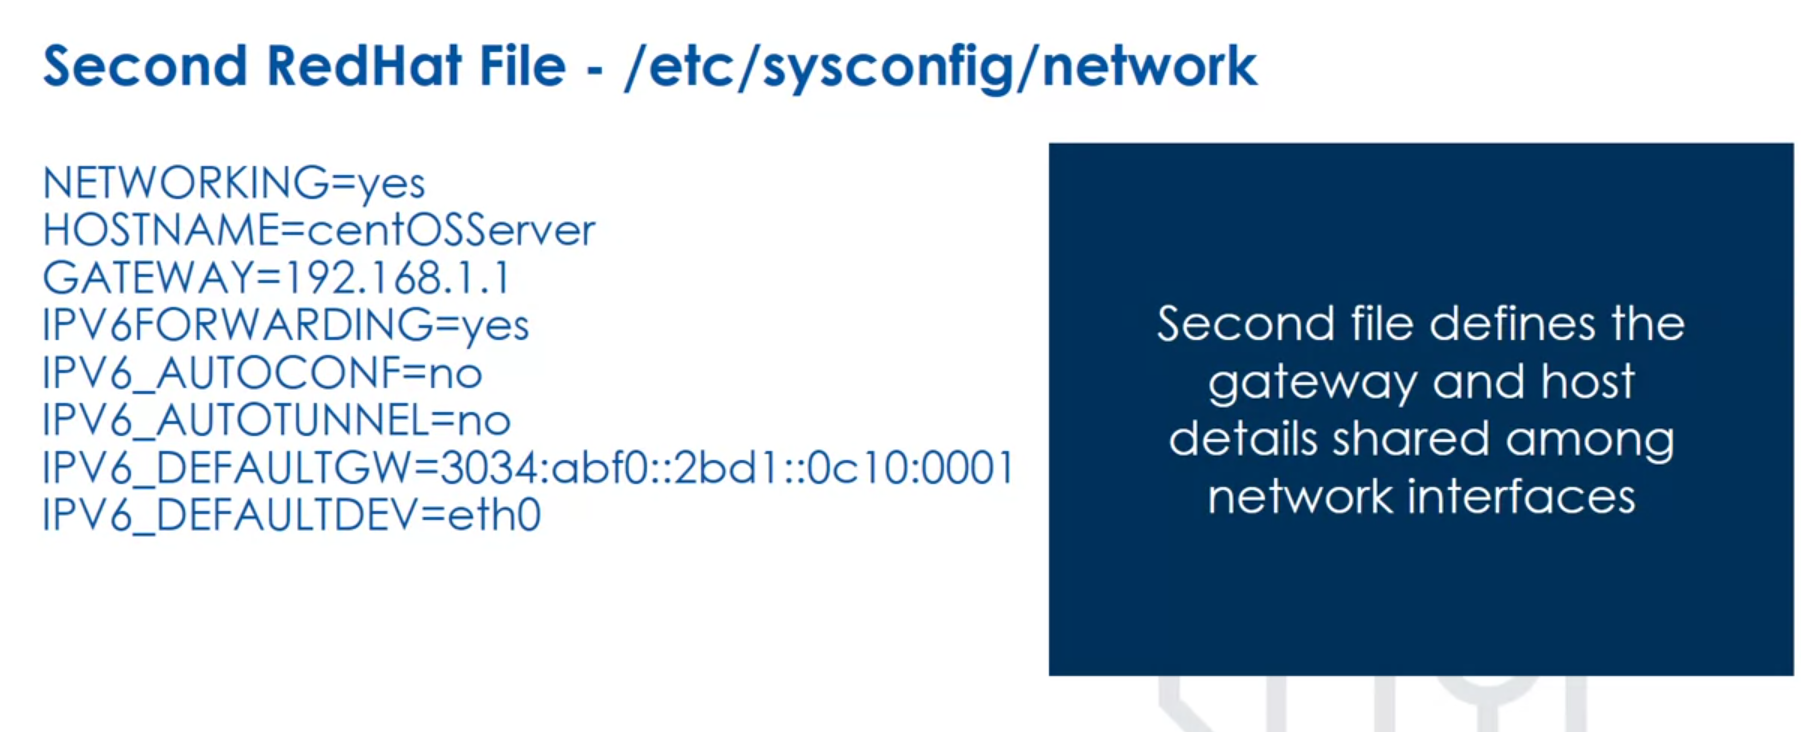 Second RedHat File - /etc/sysconfig/network
NETWORKING=yes
HOSTNAME=centOSServer
GATEWAY=192.168.1.1
IPV6FORWARDING=yes
IPV6_AUTOCONF=no
IPV6_AUTOTUNNEL=no
IPV6_DEFAULTGW=3034:abf0::2bd1::0c10:0001
IPV6_DEFAULTDEV=eth0
Second file defines the
gateway and host
details shared among
network interfaces